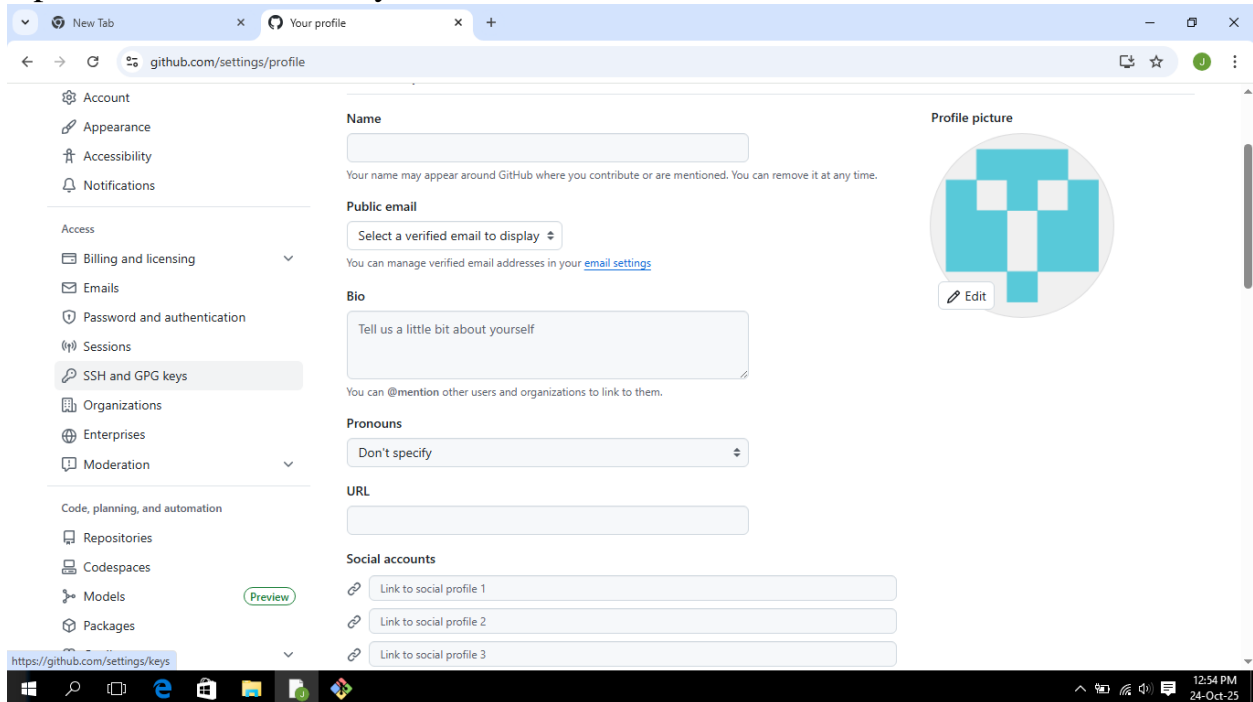 New Tab
Your profile
github.com/settings/profile
J
Account
Appearance
Accessibility
Notifications
Access
Billing and licensing
Emails
Password and authentication
Sessions
SSH and GPG keys
Organizations
Enterprises
Moderation
Code, planning, and automation
Repositories
Codespaces
Models Preview
Packages
https://github.com/settings/keys
Name
Your name may appear around GitHub where you contribute or are mentioned. You can remove it at any time.
Public email
Select a verified email to display
You can manage verified email addresses in your email settings
Bio
Tell us a little bit about yourself
You can @mention other users and organizations to link to them.
Pronouns
Don't specify
URL
Social accounts
Link to social profile 1
Link to social profile 2
Link to social profile 3
Profile picture
Edit
12:54 PM
24-Oct-25